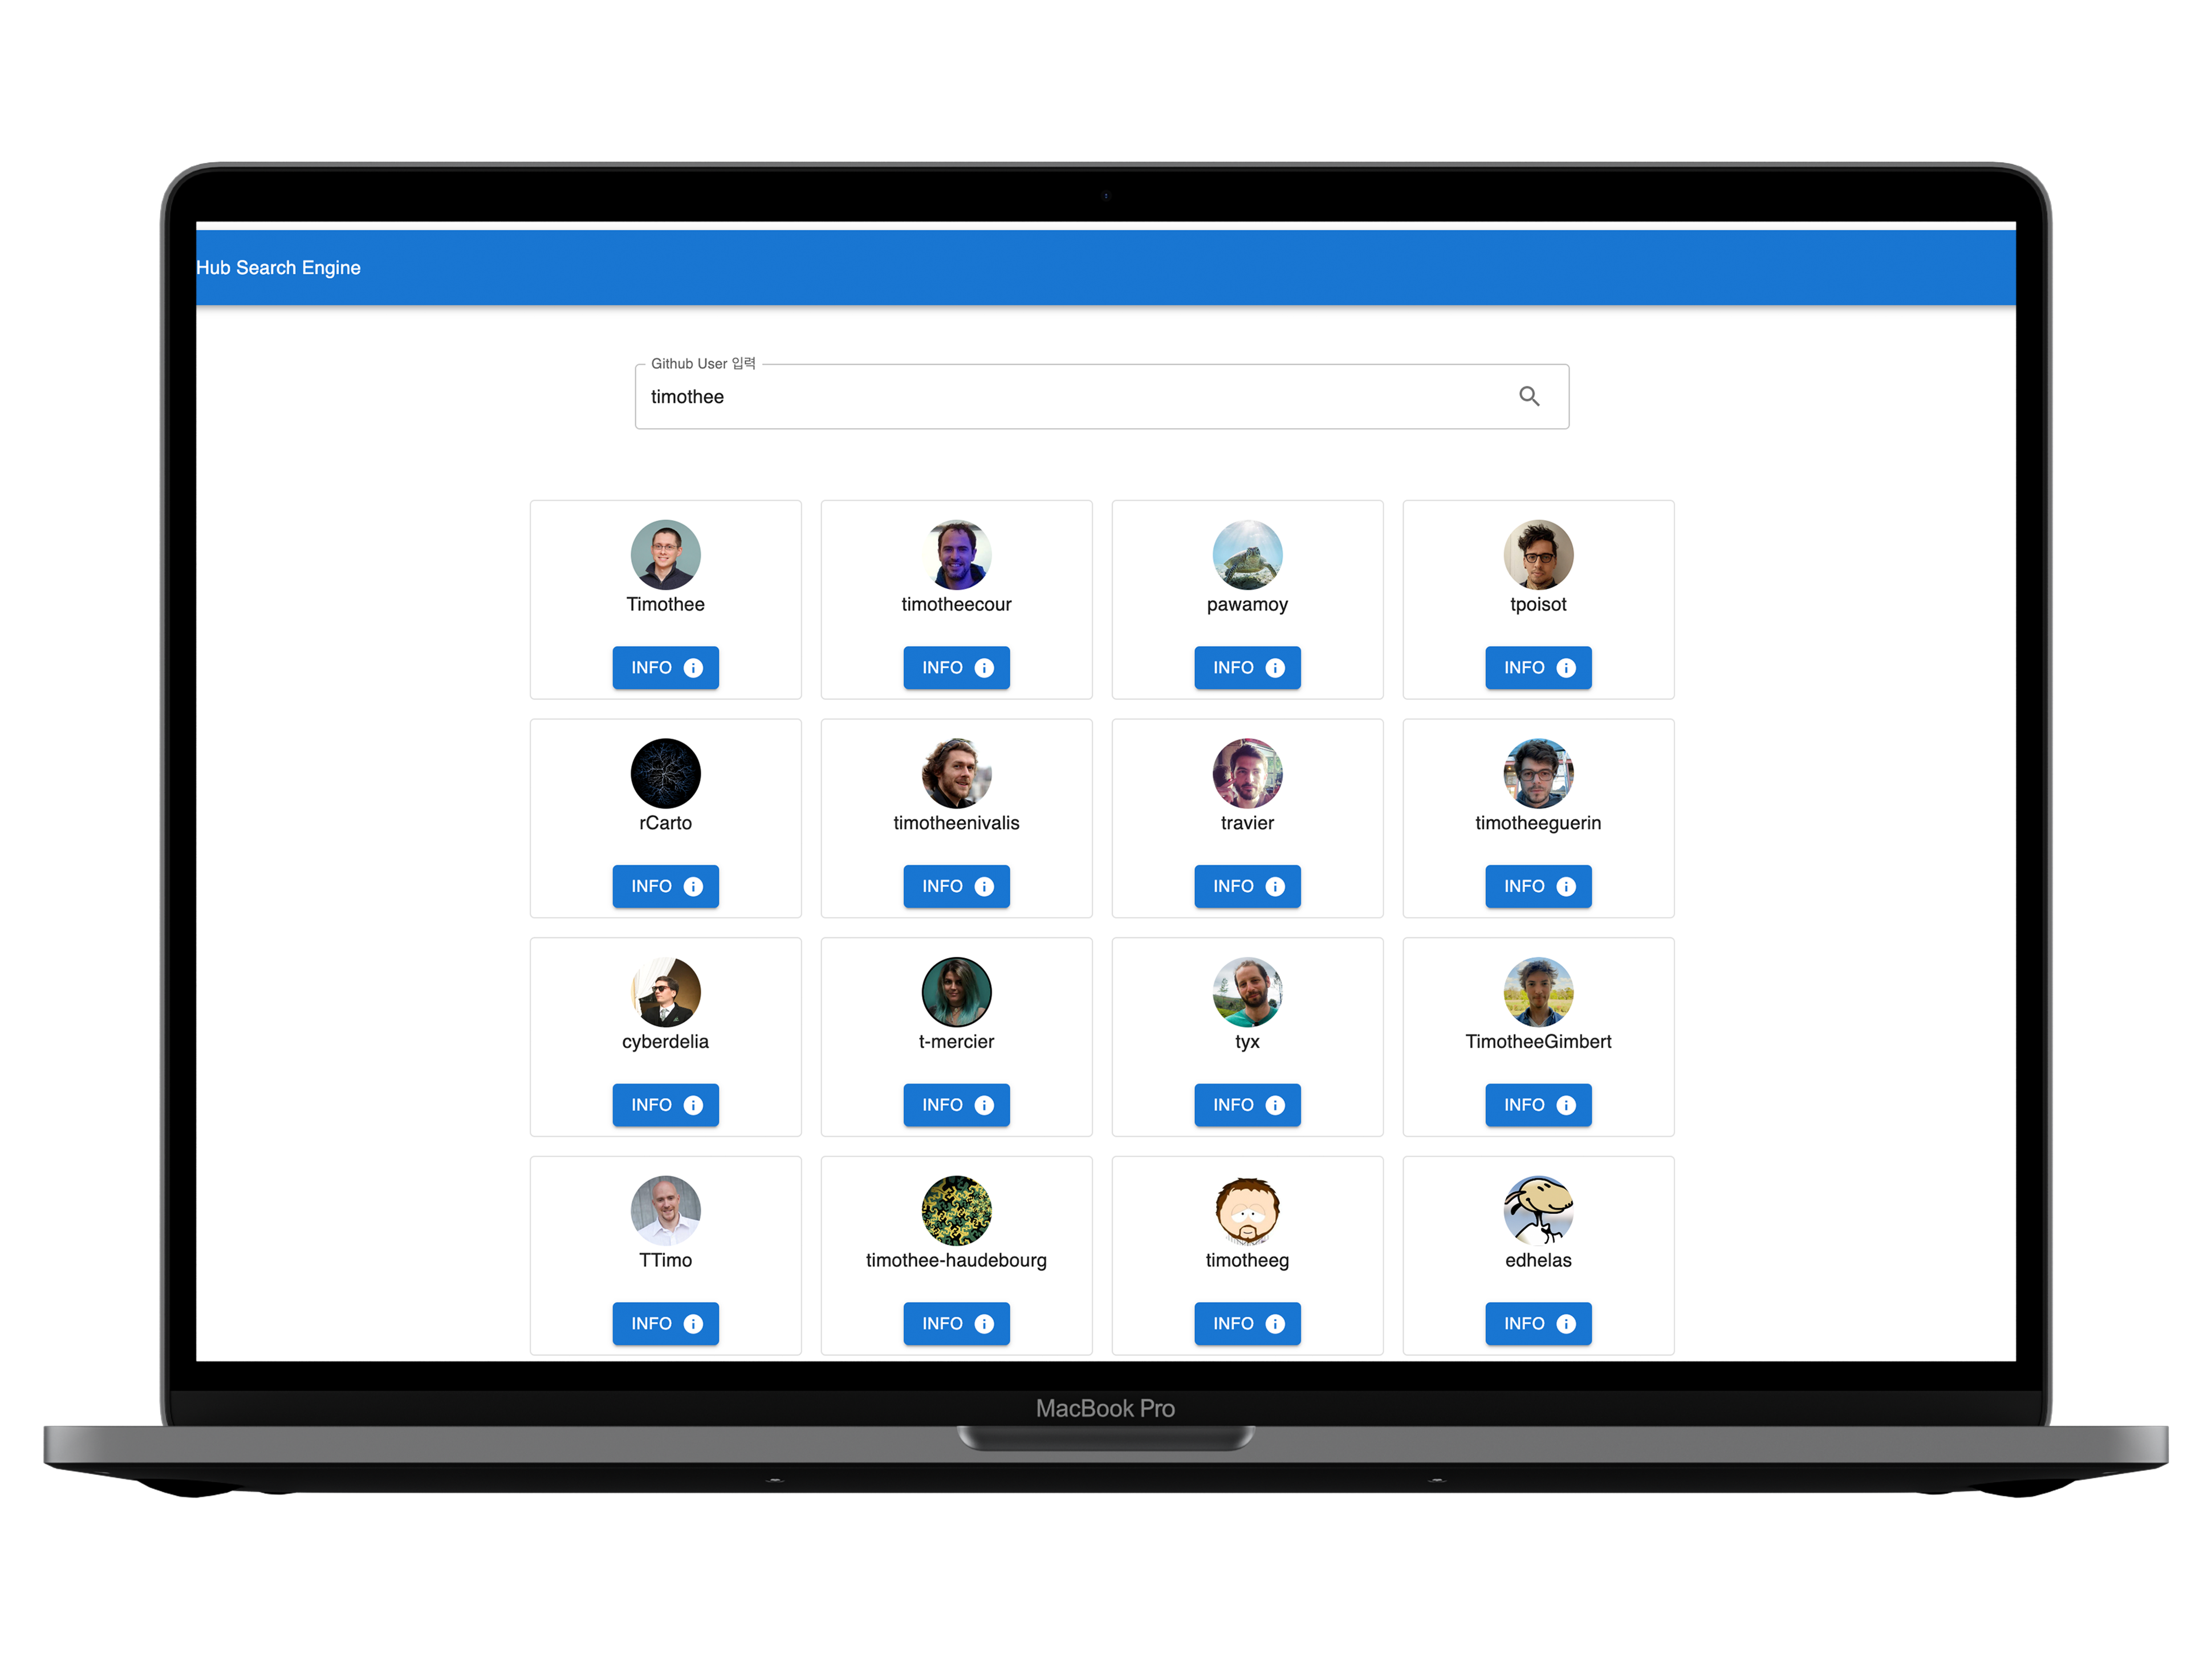 Hub Search Engine
Github User 입력
timothee
Timothee
timotheecour
pawamoy
tpoisot
INFO
INFO
INFO
INFO
rCarto
timotheenivalis
travier
timotheeguerin
INFO
INFO
INFO
INFO
cyberdelia
t-mercier
tyx
TimotheeGimbert
INFO
INFO
INFO
INFO
TTimo
timothee-haudebourg
timotheeg
edhelas
INFO
INFO
INFO
INFO
MacBook Pro